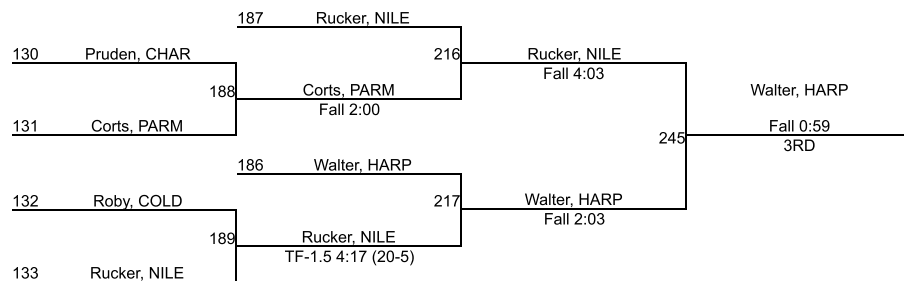 187 Rucker, NILE
130 Pruden, CHAR
216 Rucker, NILE
Fall 4:03
188 Corts, PARM
Fall 2:00
Walter, HARP
131 Corts, PARM
Fall 0:59
245
3RD
186 Walter, HARP
132 Roby, COLD
217 Walter, HARP
Fall 2:03
189 Rucker, NILE
TF-1.5 4:17 (20-5)
133 Rucker, NILE